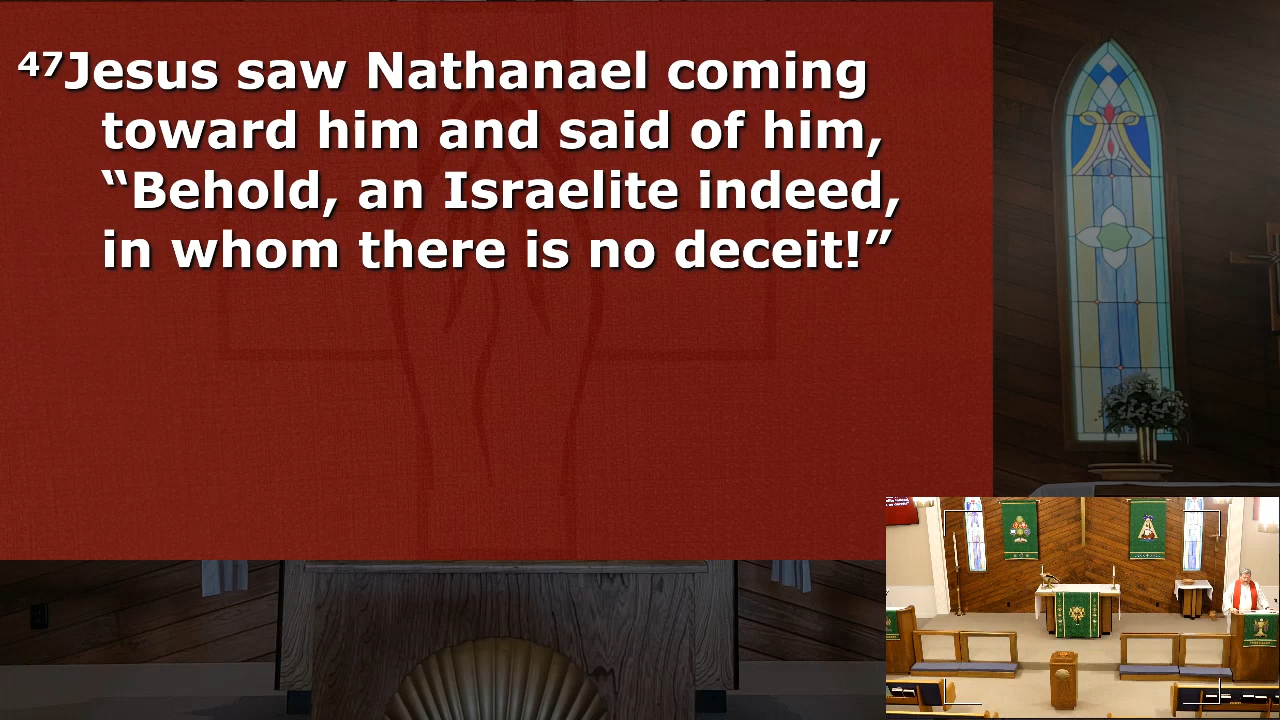 47Jesus saw Nathanael coming
toward him and said of him,
“Behold, an Israelite indeed,
in whom there is no deceit!”